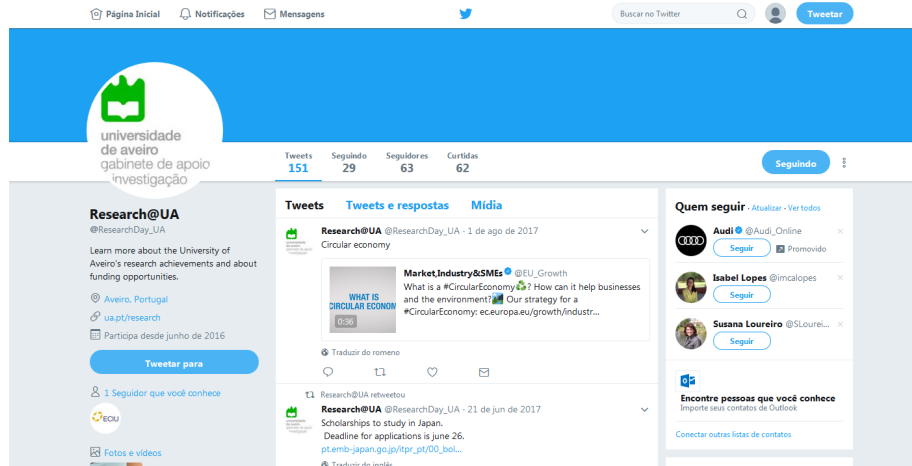 Página Inicial
Notificações
Mensagens
Buscar no Twitter
Tweetar
universidade
de aveiro
gabinete de apoio
investigação
Tweets
151
Seguindo
29
Seguidores
63
Curtidas
62
Seguindo
Research@UA
@ResearchDay_UA
Learn more about the University of
Aveiro's research achievements and about
funding opportunities.
Aveiro, Portugal
ua.pt/research
Participa desde junho de 2016
Tweetar para
1 Seguidor que você conhece
ECIU
Fotos e vídeos
Tweets
Tweets e respostas
Mídia
Research@UA @ResearchDay_UA · 1 de ago de 2017
Circular economy
WHAT IS
CIRCULAR ECONOM
0:36
Market,Industry&SMEs @EU_Growth
What is a #CircularEconomy♻? How can it help businesses
and the environment? Our strategy for a
#CircularEconomy: ec.europa.eu/growth/industr...
Traduzir do romeno
Research@UA retweetou
Research@UA @ResearchDay_UA · 21 de jun de 2017
Scholarships to study in Japan.
Deadline for applications is june 26.
pt.emb-japan.go.jp/itpr_pt/00_bol...
Traduzir do inglês
Quem seguir · Atualizar · Ver todos
Audi @Audi_Online
Seguir
Promovido
Isabel Lopes @imcalopes
Seguir
Susana Loureiro @SLourei...
Seguir
Encontre pessoas que você conhece
Importe seus contatos de Outlook
Conectar outras listas de contatos